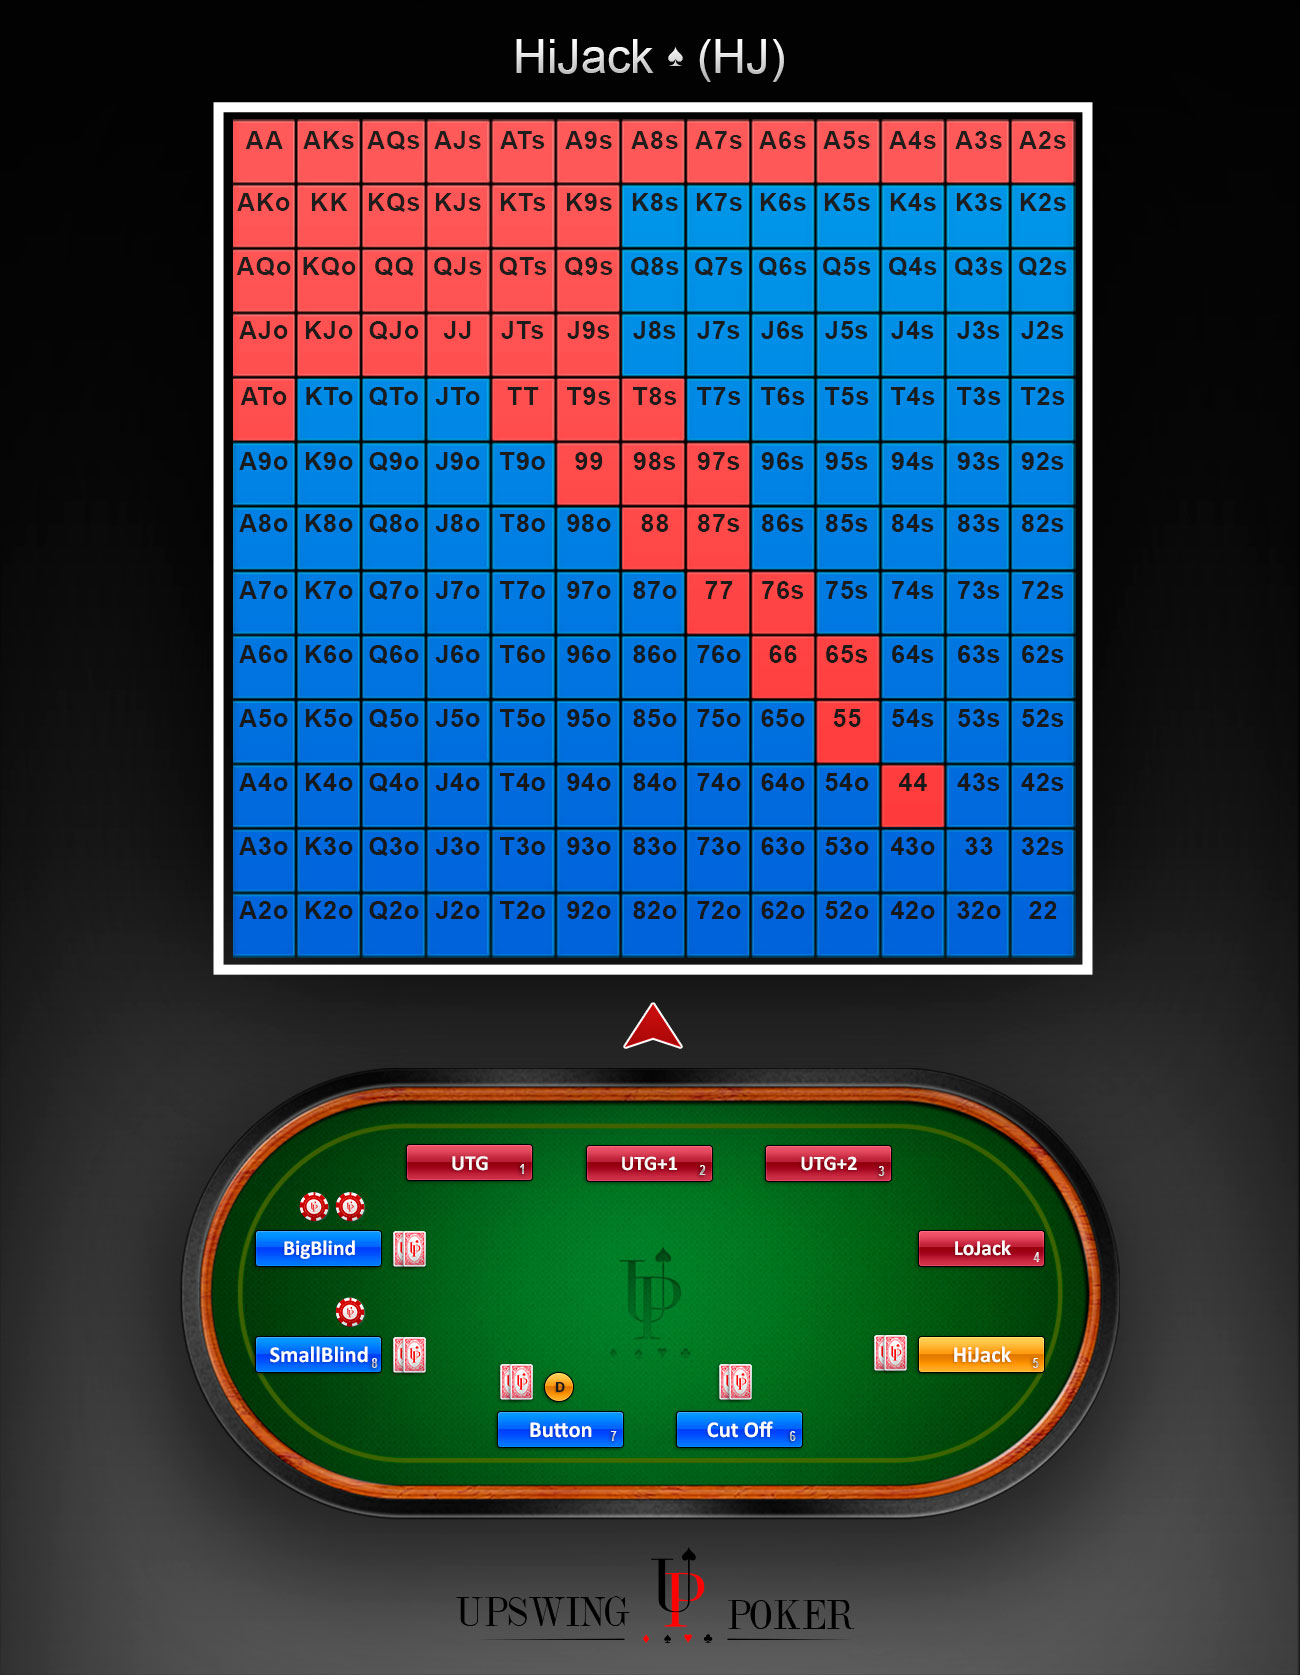 HiJack ♠ (HJ)
AA AKs AQs AJs ATs A9s A8s A7s A6s A5s A4s A3s A2s
AKo KK KQs KJs KTs K9s K8s K7s K6s K5s K4s K3s K2s
AQo KQo QQ QJs QTs Q9s Q8s Q7s Q6s Q5s Q4s Q3s Q2s
AJo KJo QJo JJ JTs J9s J8s J7s J6s J5s J4s J3s J2s
ATo KTo QTo JTo TT T9s T8s T7s T6s T5s T4s T3s T2s
A9o K9o Q9o J9o T9o 99 98s 97s 96s 95s 94s 93s 92s
A8o K8o Q8o J8o T8o 98o 88 87s 86s 85s 84s 83s 82s
A7o K7o Q7o J7o T7o 97o 87o 77 76s 75s 74s 73s 72s
A6o K6o Q6o J6o T6o 96o 86o 76o 66 65s 64s 63s 62s
A5o K5o Q5o J5o T5o 95o 85o 75o 65o 55 54s 53s 52s
A4o K4o Q4o J4o T4o 94o 84o 74o 64o 54o 44 43s 42s
A3o K3o Q3o J3o T3o 93o 83o 73o 63o 53o 43o 33 32s
A2o K2o Q2o J2o T2o 92o 82o 72o 62o 52o 42o 32o 22
UTG 1 UTG+1 2 UTG+2 3
BigBlind LoJack 4
UP
SmallBlind 8 HiJack 5
D
Button 7 Cut Off 6
UPSWING UP POKER